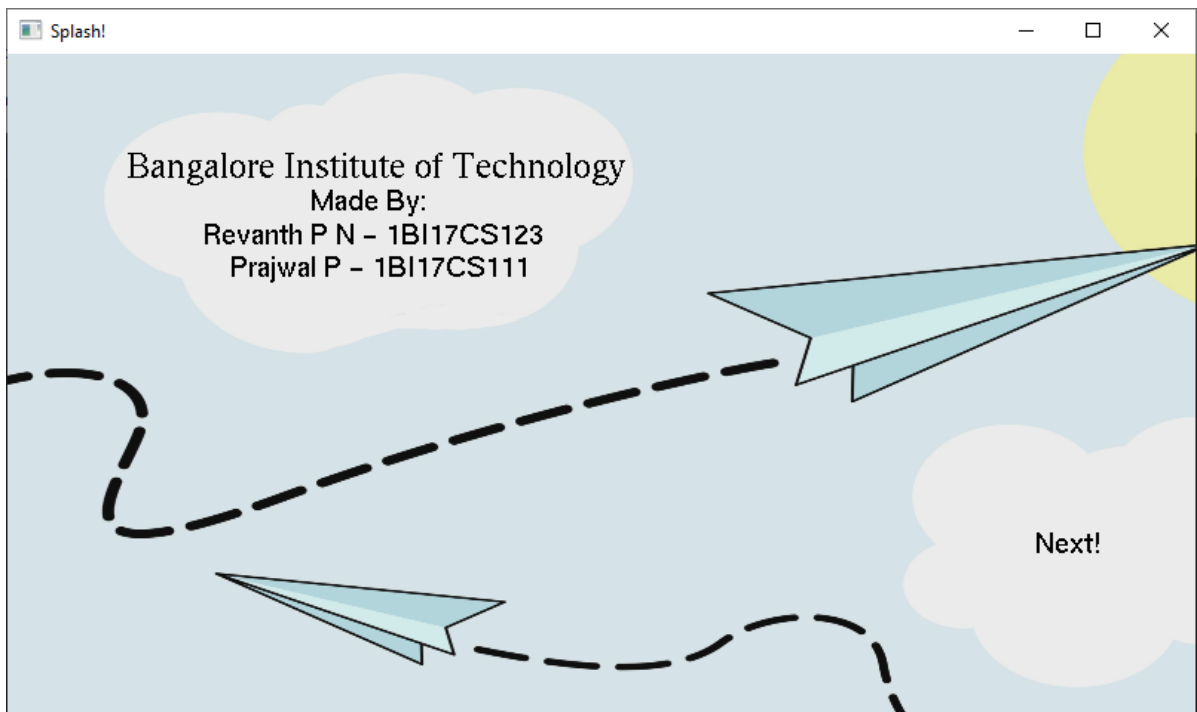 Splash!
Bangalore Institute of Technology
Made By:
Revanth P N – 1BI17CS123
Prajwal P – 1BI17CS111
Next!